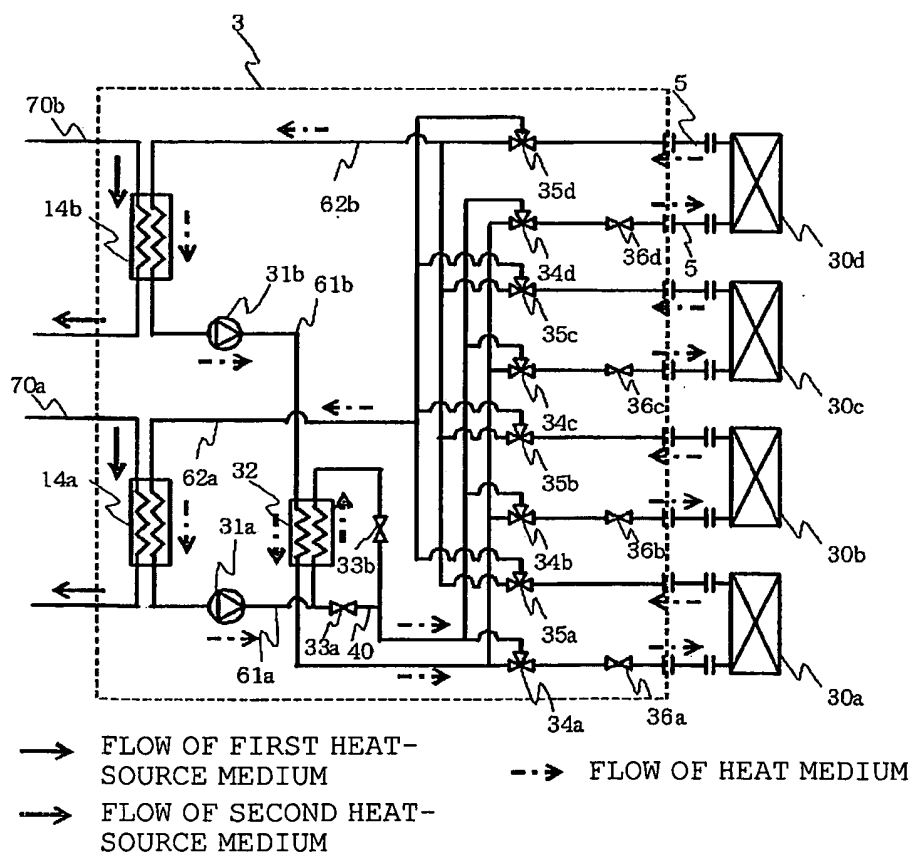 3
70b
5
62b
35d
14b
31b
61b
34d
36d
5
30d
35c
70a
34c
36c
30c
62a
32
35b
14a
31a
33b
34b
36b
30b
33a
40
35a
61a
34a
36a
30a
FLOW OF FIRST HEAT-
SOURCE MEDIUM
FLOW OF HEAT MEDIUM
FLOW OF SECOND HEAT-
SOURCE MEDIUM